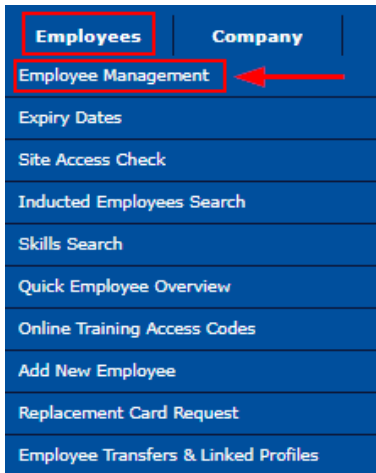 Employees Company
Employee Management
Expiry Dates
Site Access Check
Inducted Employees Search
Skills Search
Quick Employee Overview
Online Training Access Codes
Add New Employee
Replacement Card Request
Employee Transfers & Linked Profiles